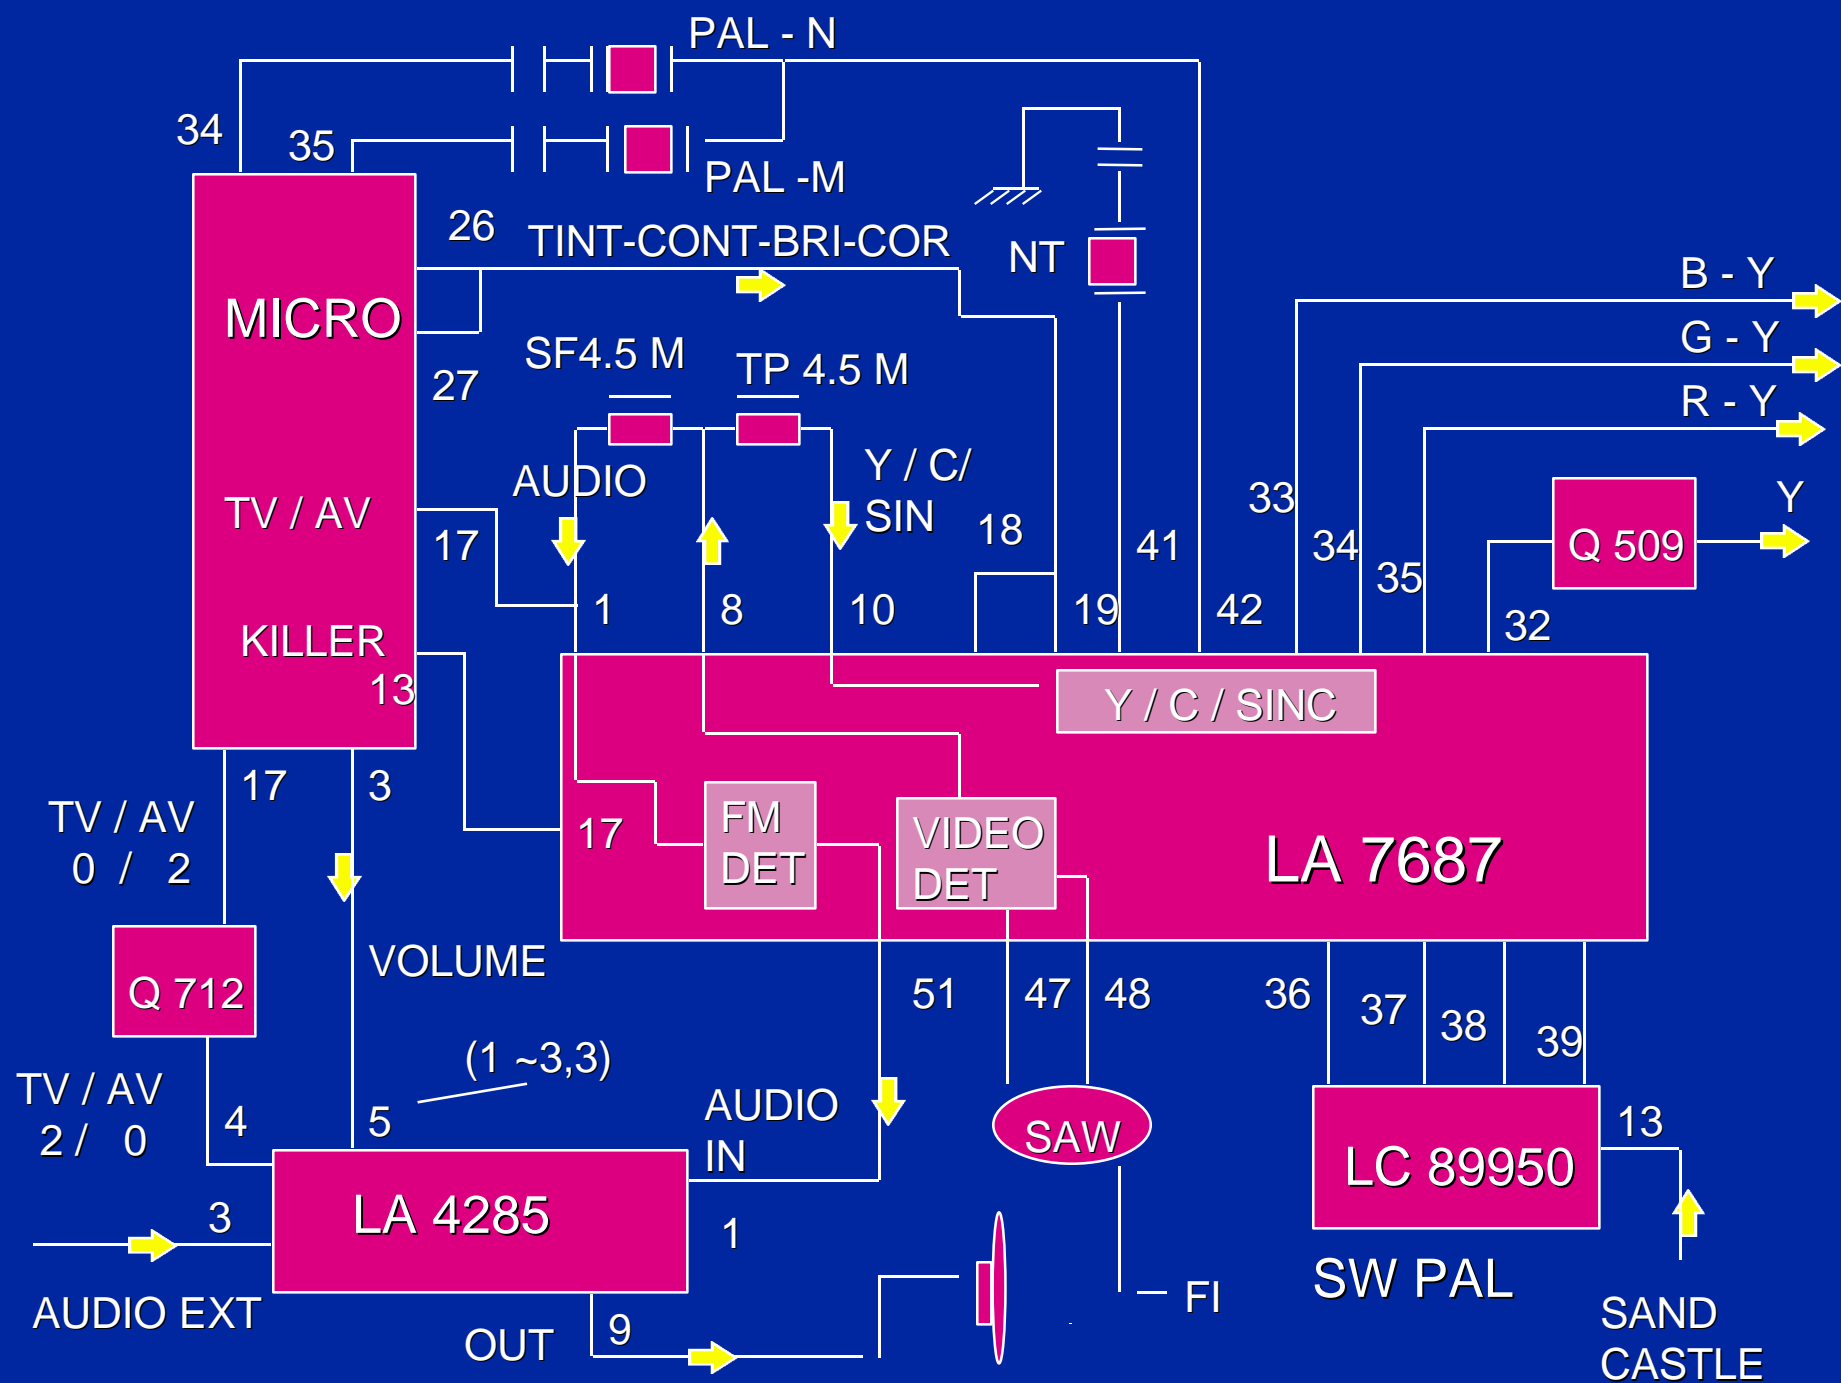 PAL - N
34
35
PAL -M
26
TINT-CONT-BRI-COR
NT
B - Y
MICRO
G - Y
SF4.5 M
TP 4.5 M
27
R - Y
AUDIO
Y / C/
SIN
33
Y
TV / AV
17
18
41
34
Q 509
35
1
8
10
19
42
32
KILLER
13
Y / C / SINC
17
3
TV / AV
0 / 2
17
FM
DET
VIDEO
DET
LA 7687
VOLUME
Q 712
51
47
48
36
37
38
39
(1 ~3,3)
TV / AV
2 / 0
4
5
AUDIO
IN
SAW
13
LC 89950
3
LA 4285
1
SW PAL
AUDIO EXT
OUT
9
FI
SAND
CASTLE